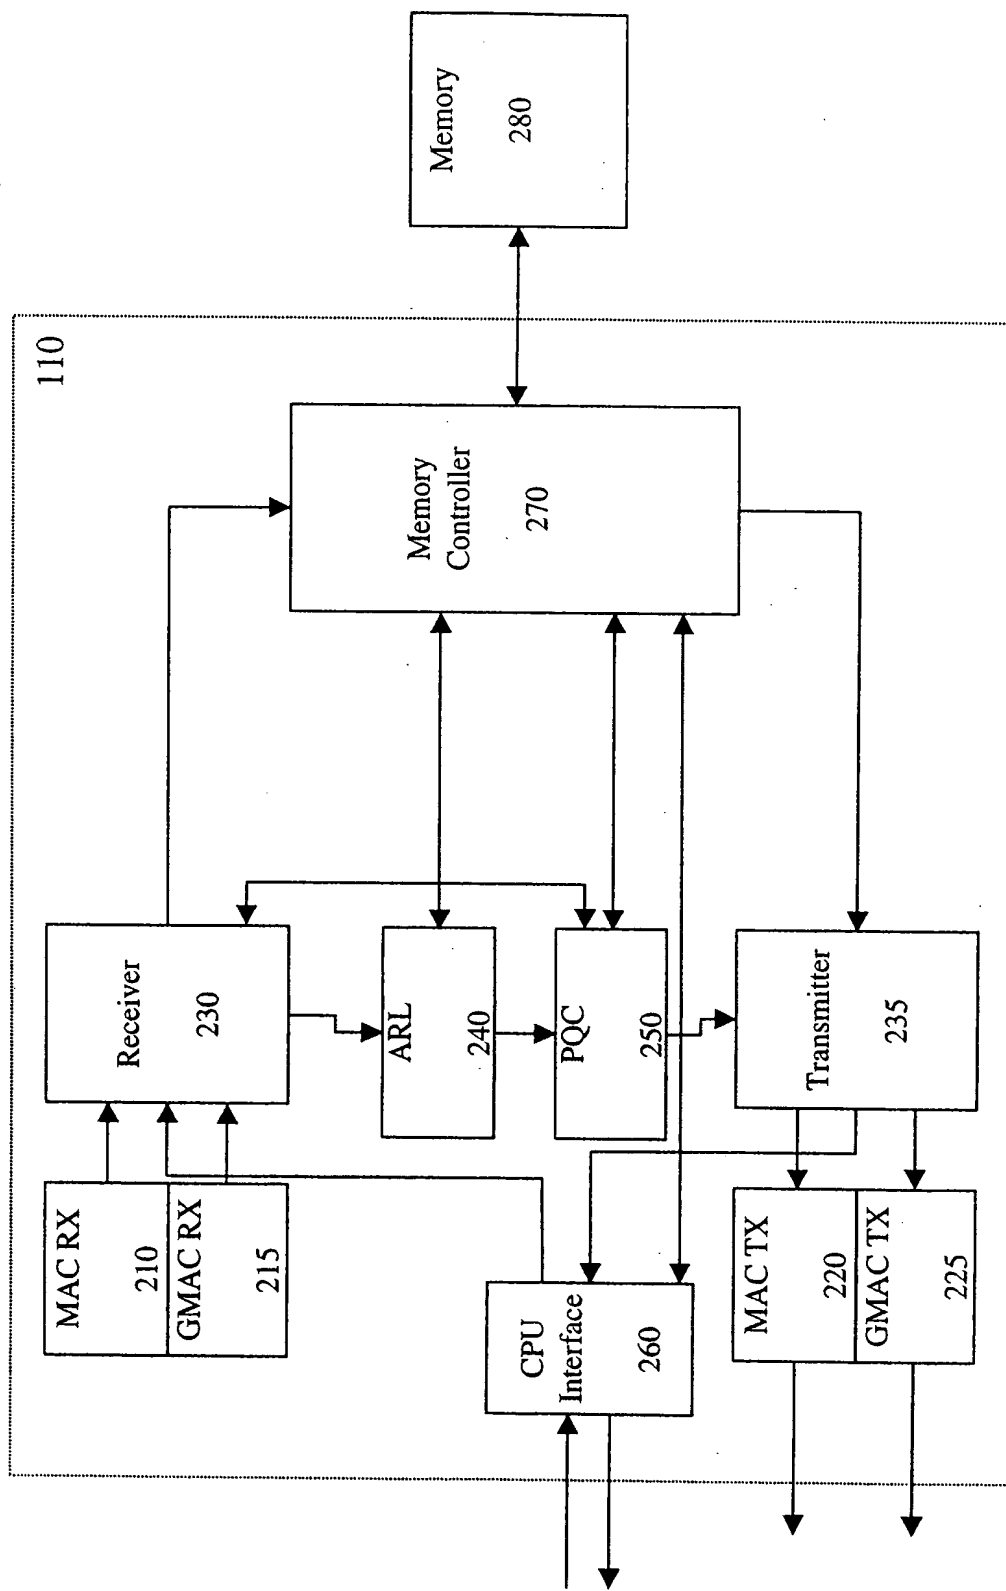 110
MAC RX
210
GMAC RX
215
Receiver
230
ARL
240
PQC
250
CPU
Interface
260
Memory
Controller
270
Memory
280
MAC TX
220
GMAC TX
225
Transmitter
235